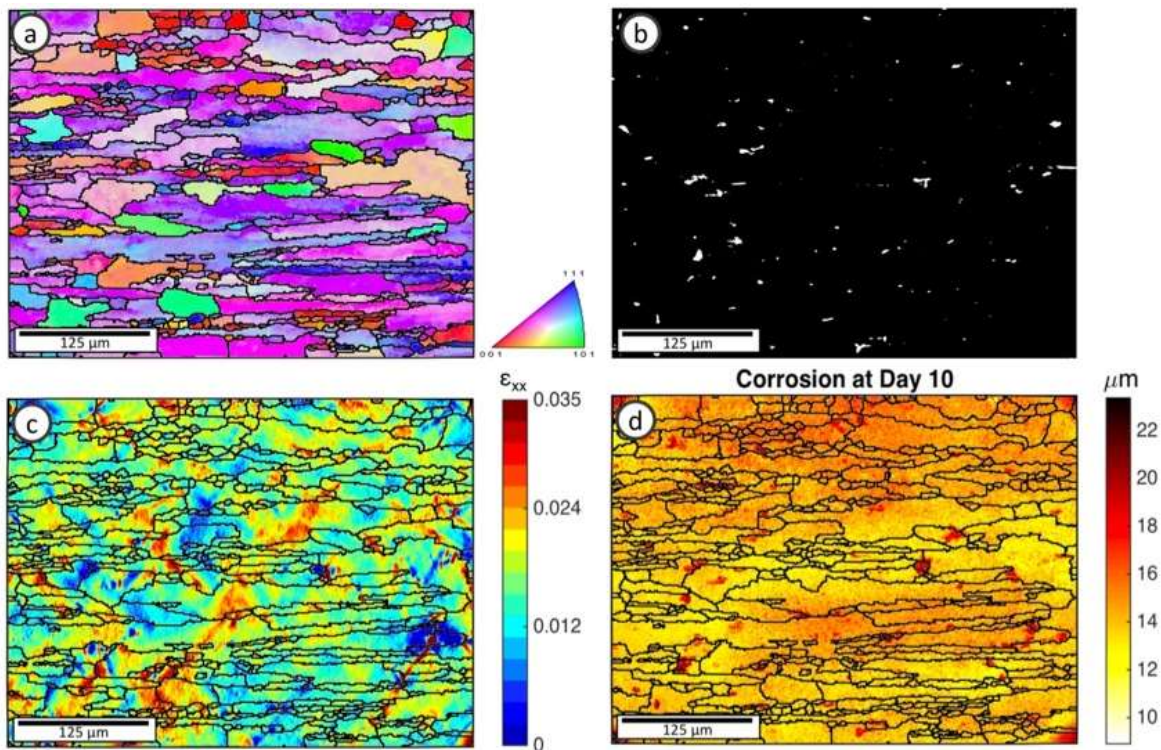 a
125 μm
111
001
101
b
125 μm
c
125 μm
εxx
0.035
0.024
0.012
0
Corrosion at Day 10
d
125 μm
μm
22
20
18
16
14
12
10